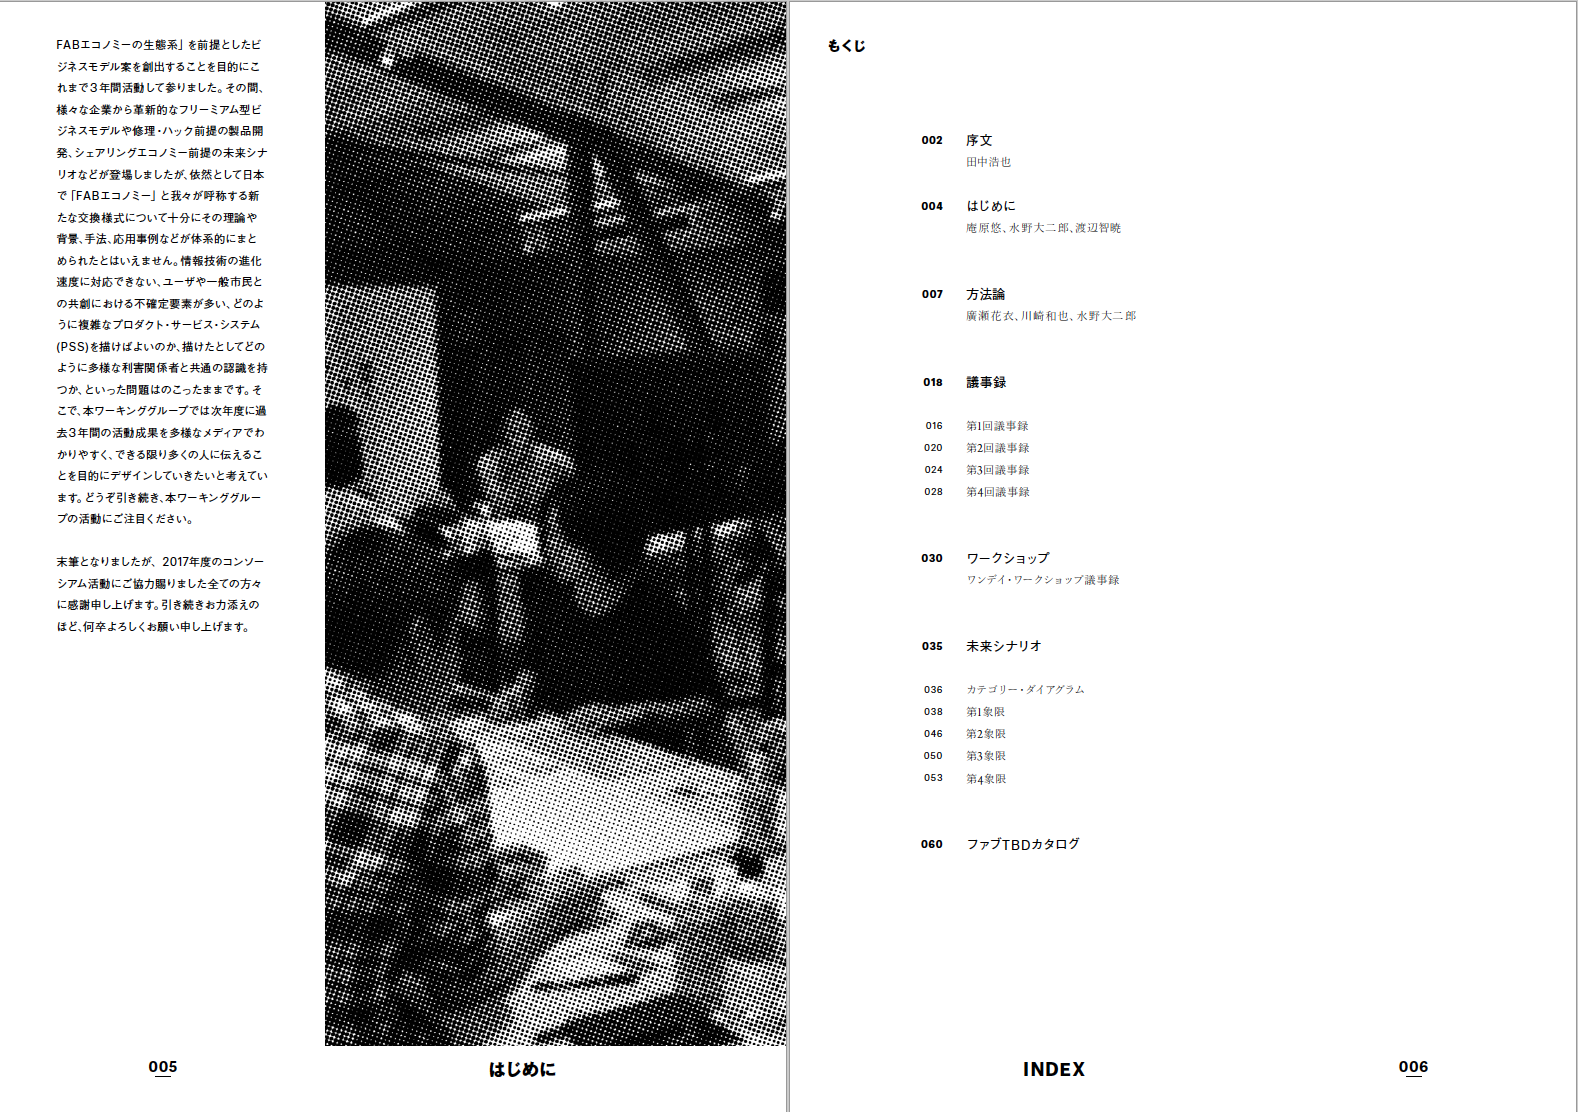 FABエコノミーの生態系」を前提としたビ
ジネスモデル案を創出することを目的にこ
れまで3年間活動して参りました。その間、
様々な企業から革新的なフリーミアム型ビ
ジネスモデルや修理・ハック前提の製品開
発、シェアリングエコノミー前提の未来シナ
リオなどが登場しましたが、依然として日本
で「FABエコノミー」と我々が呼称する新
たな交換様式について十分にその理論や
背景、手法、応用事例などが体系的にまと
められたとはいえません。情報技術の進化
速度に対応できない、ユーザや一般市民と
の共創における不確定要素が多い、どのよ
うに複雑なプロダクト・サービス・システム
(PSS)を描けばよいのか、描けたとしてどの
ように多様な利害関係者と共通の認識を持
つか、といった問題はのこったままです。そ
こで、本ワーキンググループでは次年度に過
去3年間の活動成果を多様なメディアでわ
かりやすく、できる限り多くの人に伝えるこ
とを目的にデザインしていきたいと考えてい
ます。どうぞ引き続き、本ワーキンググルー
プの活動にご注目ください。
末筆となりましたが、2017年度のコンソー
シアム活動にご協力賜りました全ての方々
に感謝申し上げます。引き続きお力添えの
ほど、何卒よろしくお願い申し上げます。
005
はじめに
もくじ
002 序文
田中浩也
004 はじめに
庵原悠、水野大二郎、渡辺智暁
007 方法論
廣瀬花衣、川崎和也、水野大二郎
018 議事録
016 第1回議事録
020 第2回議事録
024 第3回議事録
028 第4回議事録
030 ワークショップ
ワンデイ・ワークショップ議事録
035 未来シナリオ
036 カテゴリー・ダイアグラム
038 第1象限
046 第2象限
050 第3象限
053 第4象限
060 ファブTBDカタログ
INDEX
006